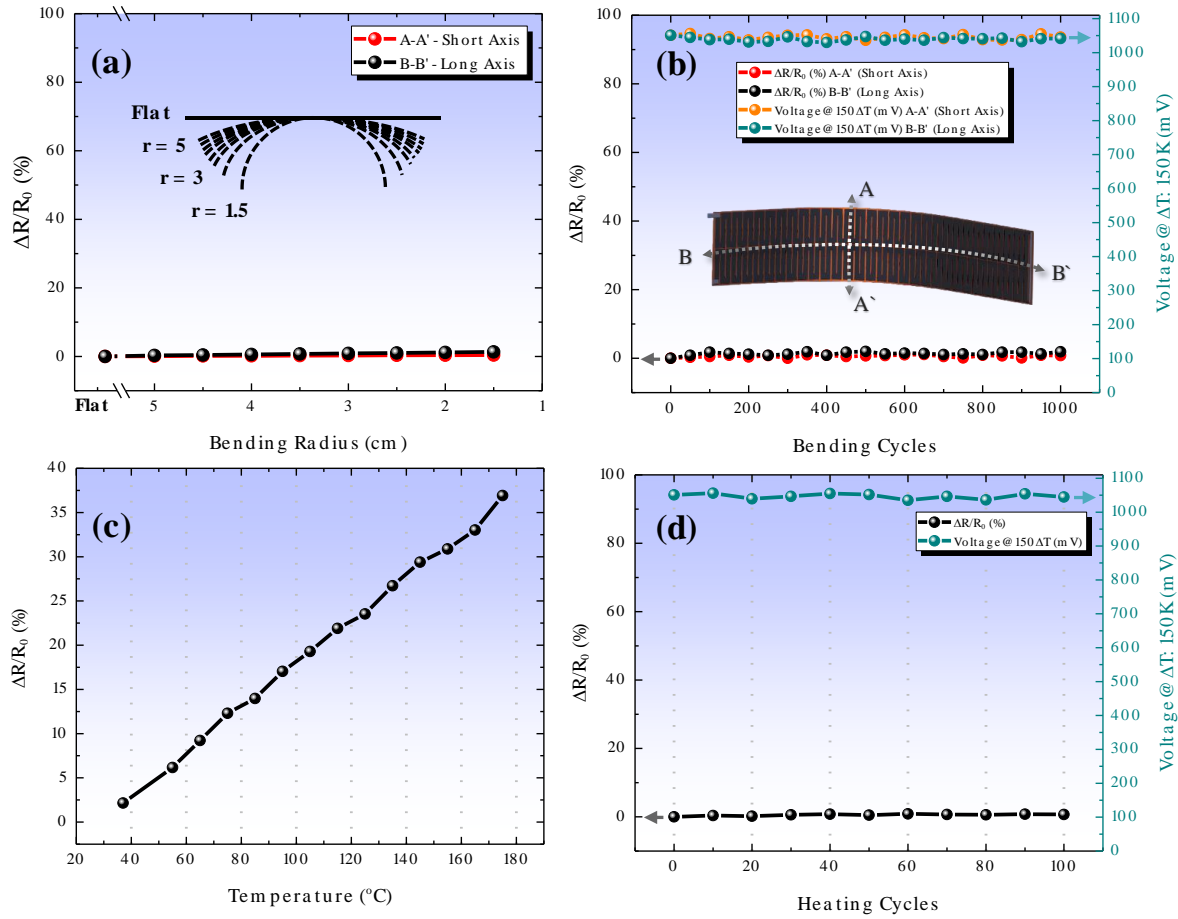 (a)
A-A' - Short Axis
B-B' - Long Axis
Flat
r = 5
r = 3
r = 1.5
100
80
60
40
20
0
ΔR/R₀ (%)
Flat
5
4
3
2
1
Bending Radius (cm)
(b)
ΔR/R₀ (%) A-A' (Short Axis)
ΔR/R₀ (%) B-B' (Long Axis)
Voltage@ 150 ΔT (mV) A-A' (Short Axis)
Voltage@ 150 ΔT (mV) B-B' (Long Axis)
A
B
B`
A`
100
80
60
40
20
0
ΔR/R₀ (%)
0
200
400
600
800
1000
Bending Cycles
1100
1000
900
800
700
600
500
400
300
200
100
0
Voltage @ ΔT: 150K (mV)
(c)
40
35
30
25
20
15
10
5
0
ΔR/R₀ (%)
20
40
60
80
100
120
140
160
180
Temperature (°C)
(d)
ΔR/R₀ (%)
Voltage@ 150 ΔT (mV)
100
80
60
40
20
0
ΔR/R₀ (%)
0
20
40
60
80
100
Heating Cycles
1100
1000
900
800
700
600
500
400
300
200
100
0
Voltage @ ΔT: 150K (mV)